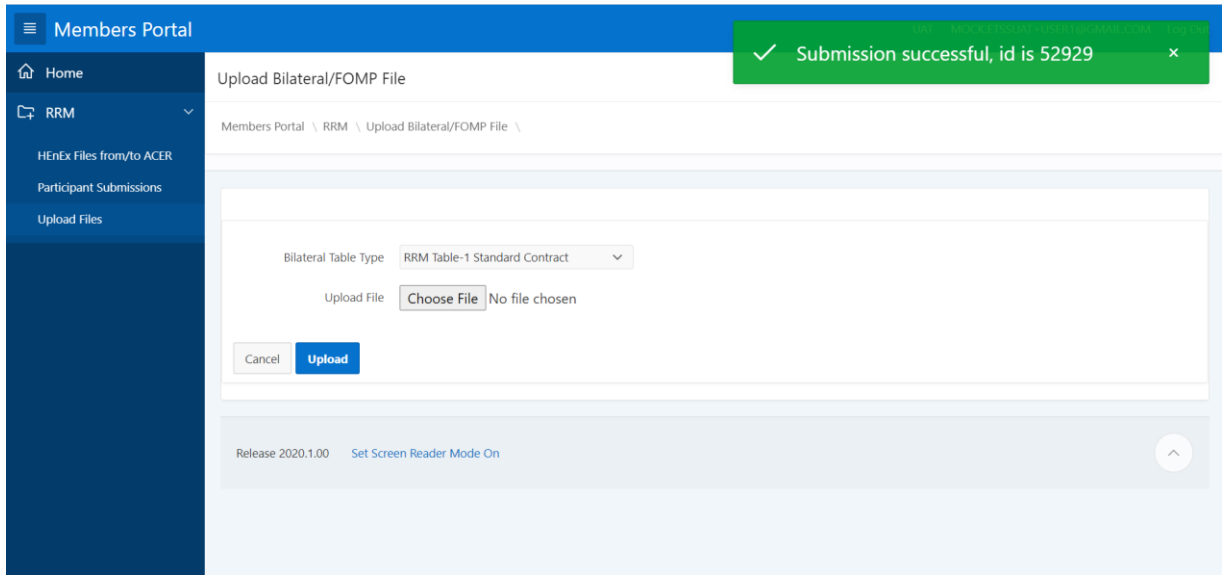 Members Portal
Submission successful, id is 52929
Home
Upload Bilateral/FOMP File
RRM
Members Portal \ RRM \ Upload Bilateral/FOMP File \
HEnEx Files from/to ACER
Participant Submissions
Upload Files
Bilateral Table Type RRM Table-1 Standard Contract
Upload File Choose File No file chosen
Cancel Upload
Release 2020.1.00 Set Screen Reader Mode On